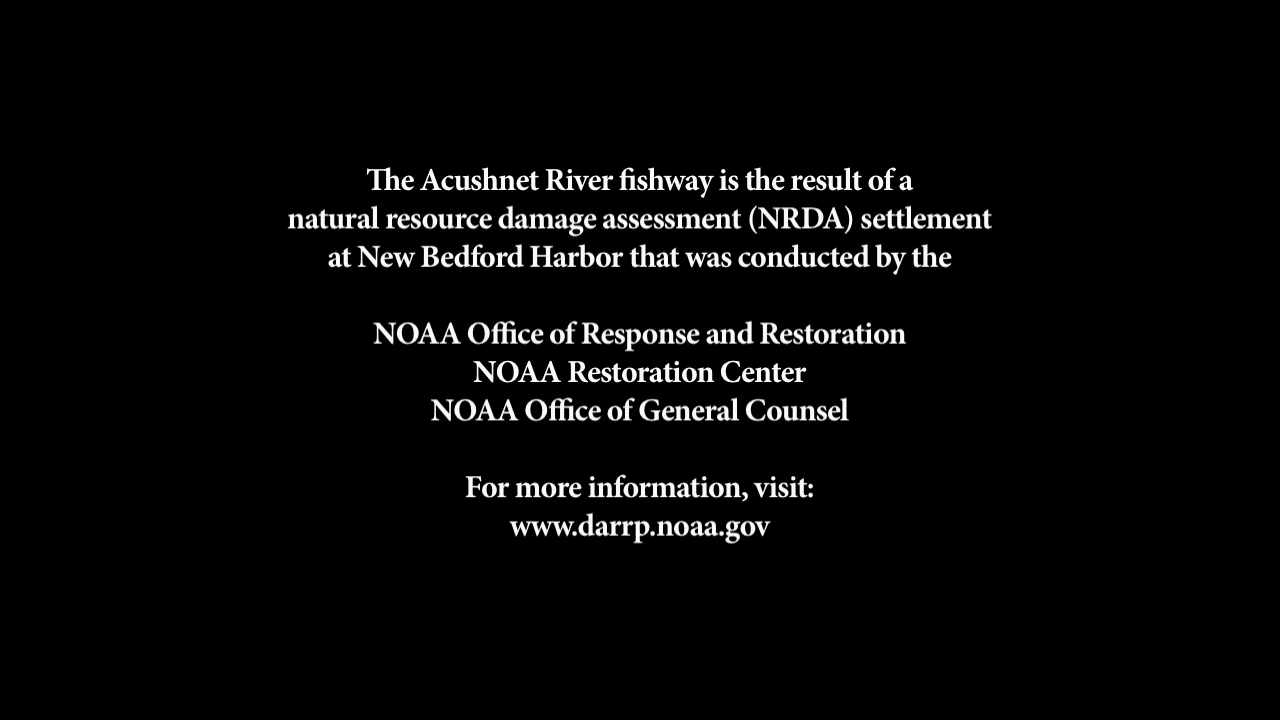 The Acushnet River fishway is the result of a
natural resource damage assessment (NRDA) settlement
at New Bedford Harbor that was conducted by the
NOAA Office of Response and Restoration
NOAA Restoration Center
NOAA Office of General Counsel
For more information, visit:
www.darrp.noaa.gov